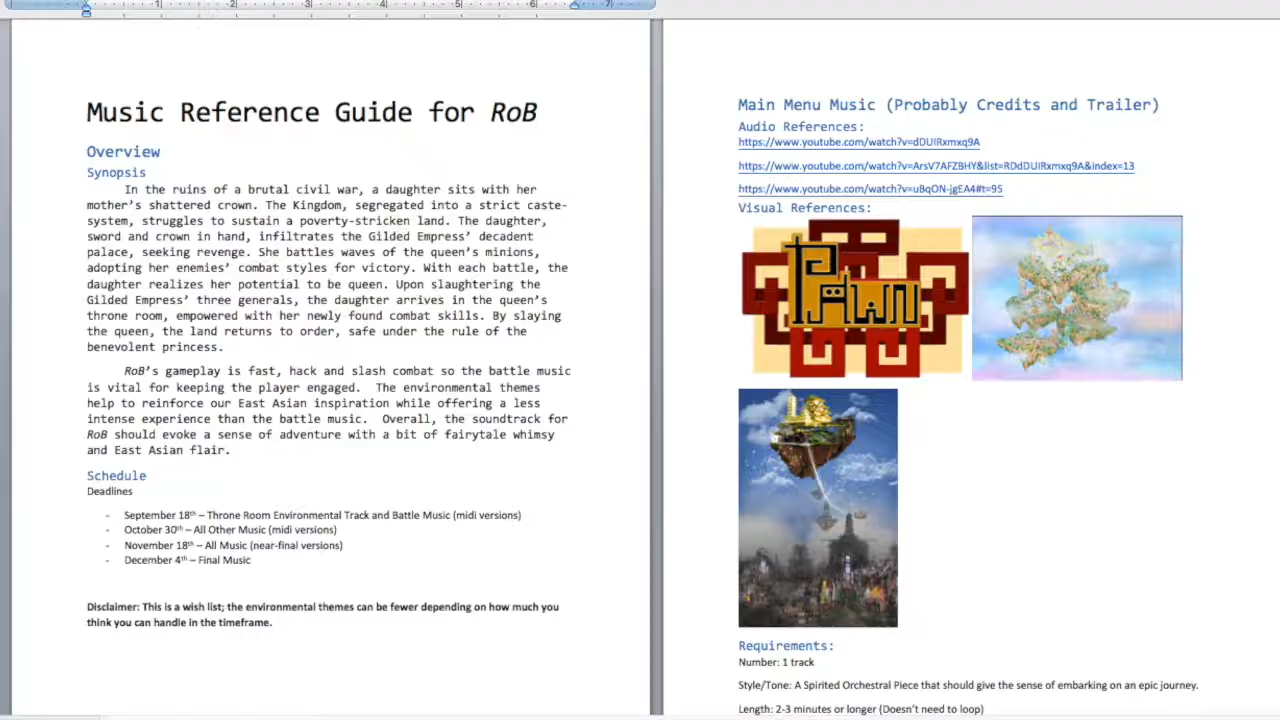 1 2 3 4 5 6 7
Music Reference Guide for RoB
Overview
Synopsis
In the ruins of a brutal civil war, a daughter sits with her
mother's shattered crown. The Kingdom, segregated into a strict caste-
system, struggles to sustain a poverty-stricken land. The daughter,
sword and crown in hand, infiltrates the Gilded Empress' decadent
palace, seeking revenge. She battles waves of the queen's minions,
adopting her enemies' combat styles for victory. With each battle, the
daughter realizes her potential to be queen. Upon slaughtering the
Gilded Empress' three generals, the daughter arrives in the queen's
throne room, empowered with her newly found combat skills. By slaying
the queen, the land returns to order, safe under the rule of the
benevolent princess.
RoB's gameplay is fast, hack and slash combat so the battle music
is vital for keeping the player engaged. The environmental themes
help to reinforce our East Asian inspiration while offering a less
intense experience than the battle music. Overall, the soundtrack for
RoB should evoke a sense of adventure with a bit of fairytale whimsy
and East Asian flair.
Schedule
Deadlines
- September 18th – Throne Room Environmental Track and Battle Music (midi versions)
- October 30th – All Other Music (midi versions)
- November 18th – All Music (near-final versions)
- December 4th – Final Music
Disclaimer: This is a wish list; the environmental themes can be fewer depending on how much you
think you can handle in the timeframe.
Main Menu Music (Probably Credits and Trailer)
Audio References:
https://www.youtube.com/watch?v=dDUIRxmxq9A
https://www.youtube.com/watch?v=ArsV7AFZBHY&list=RDdDUIRxmxq9A&index=13
https://www.youtube.com/watch?v=uBqON-jgEA4#t=95
Visual References:
PAWN
Requirements:
Number: 1 track
Style/Tone: A Spirited Orchestral Piece that should give the sense of embarking on an epic journey.
Length: 2-3 minutes or longer (Doesn't need to loop)